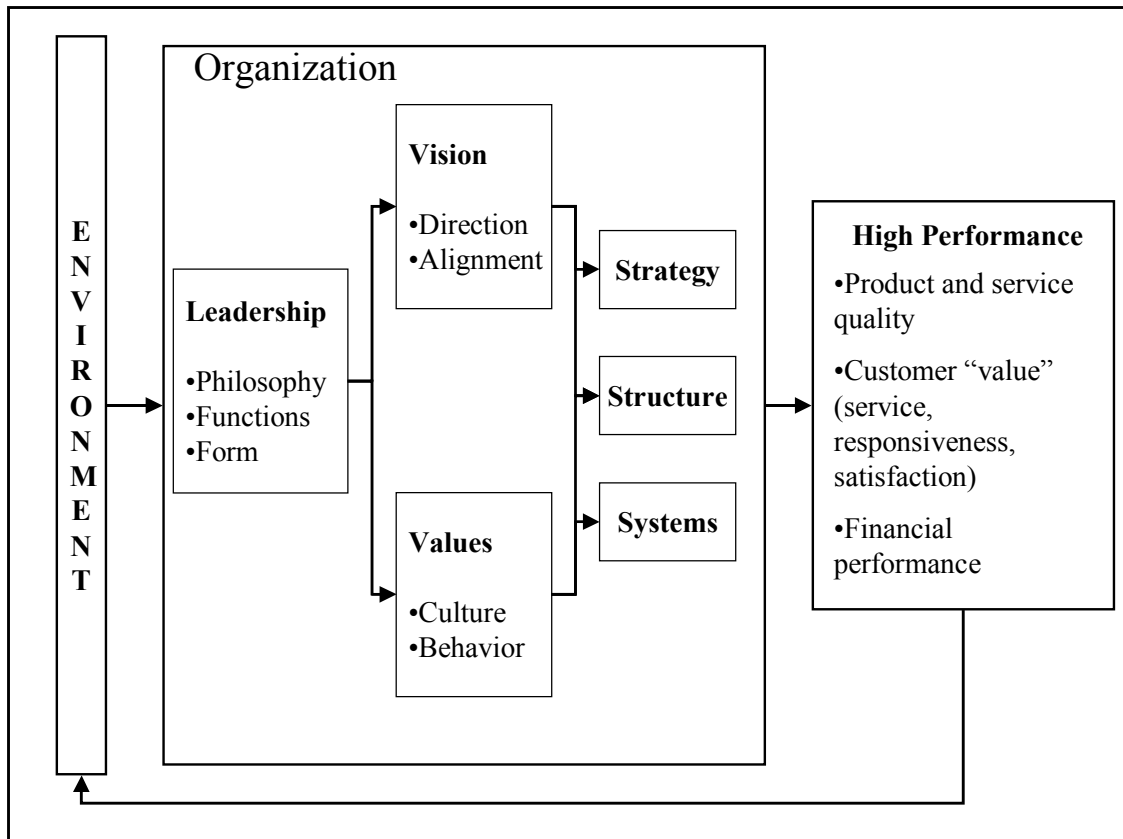 ENVIRONMENT
Organization
Leadership
•Philosophy
•Functions
•Form
Vision
•Direction
•Alignment
Values
•Culture
•Behavior
Strategy
Structure
Systems
High Performance
•Product and service
quality
•Customer “value”
(service,
responsiveness,
satisfaction)
•Financial
performance